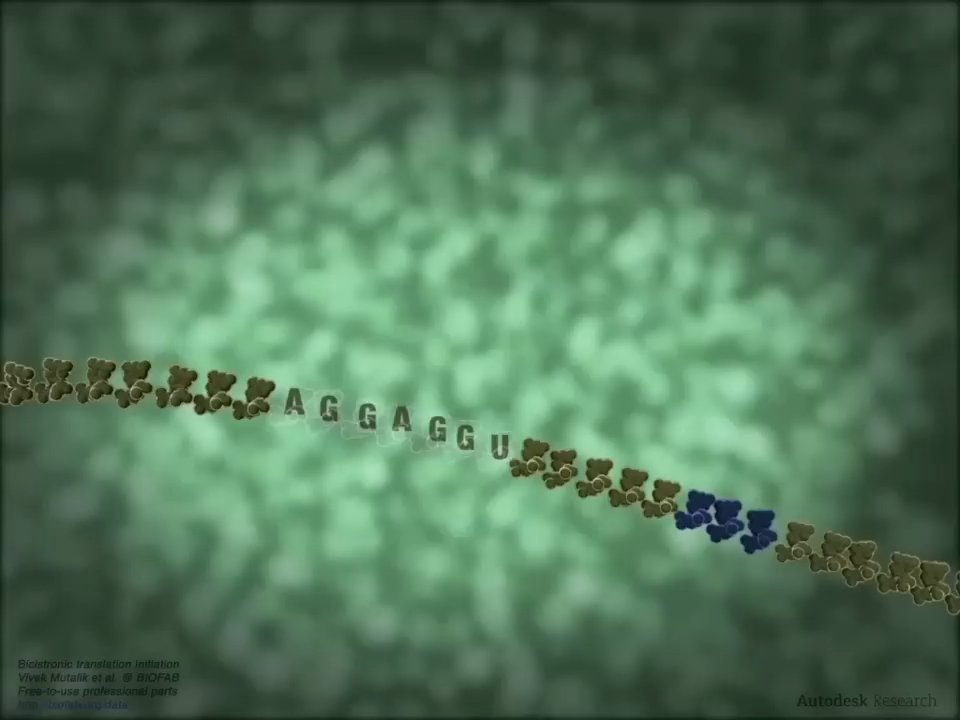 AGGAGGU
Bicistronic translation initiation
Vivek Mutalik et al. @ BIOFAB
Free-to-use professional parts
Autodesk Research